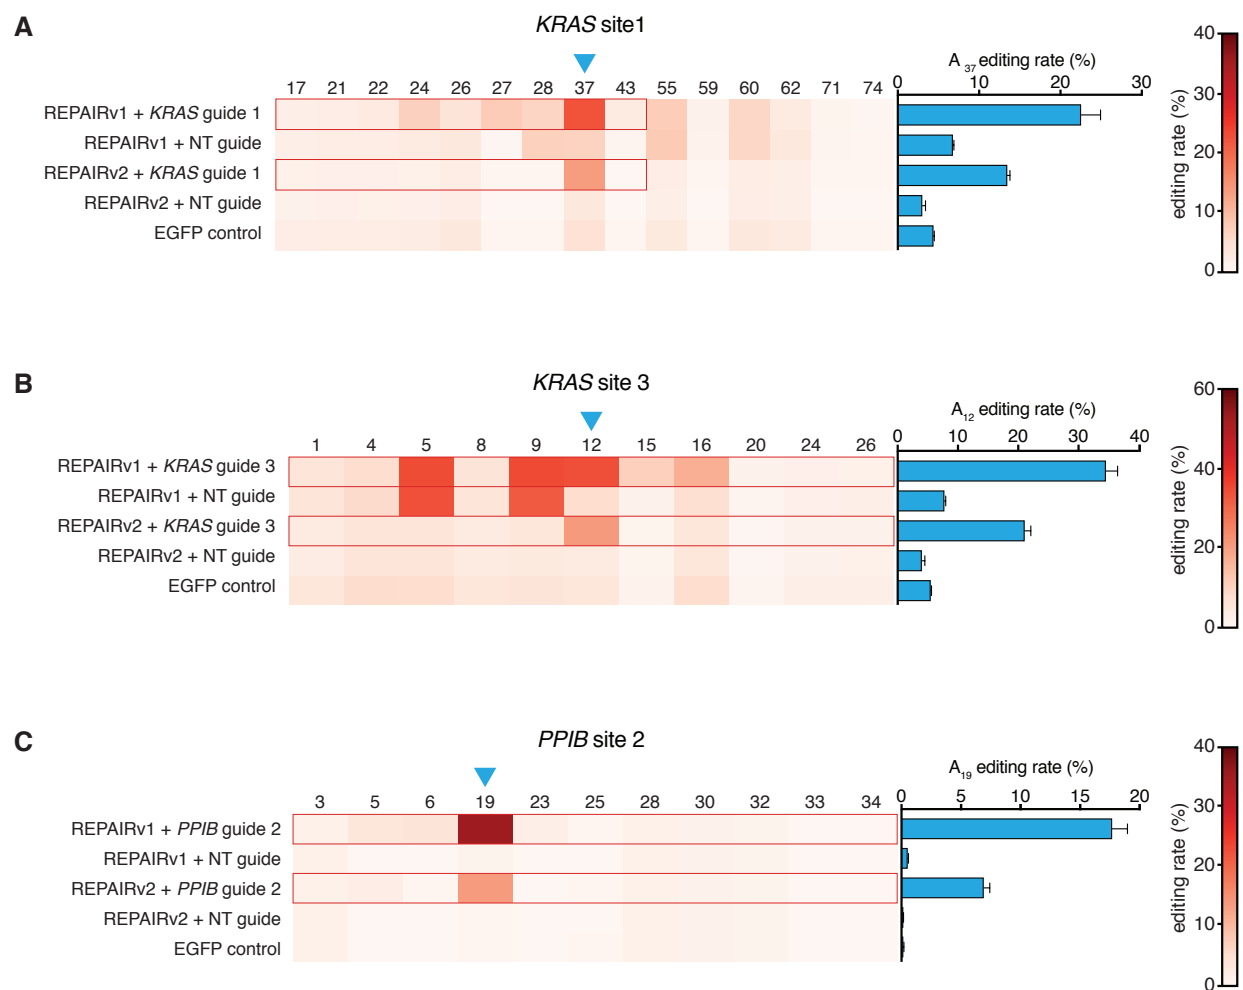 A
KRAS site1
A 37 editing rate (%)
0 10 20 30
17 21 22 24 26 27 28 37 43 55 59 60 62 71 74
REPAIRv1 + KRAS guide 1
REPAIRv1 + NT guide
REPAIRv2 + KRAS guide 1
REPAIRv2 + NT guide
EGFP control
40
30
20
10
0
editing rate (%)
B
KRAS site 3
A12 editing rate (%)
0 10 20 30 40
1 4 5 8 9 12 15 16 20 24 26
REPAIRv1 + KRAS guide 3
REPAIRv1 + NT guide
REPAIRv2 + KRAS guide 3
REPAIRv2 + NT guide
EGFP control
60
40
20
0
editing rate (%)
C
PPIB site 2
A19 editing rate (%)
0 5 10 15 20
3 5 6 19 23 25 28 30 32 33 34
REPAIRv1 + PPIB guide 2
REPAIRv1 + NT guide
REPAIRv2 + PPIB guide 2
REPAIRv2 + NT guide
EGFP control
40
30
20
10
0
editing rate (%)